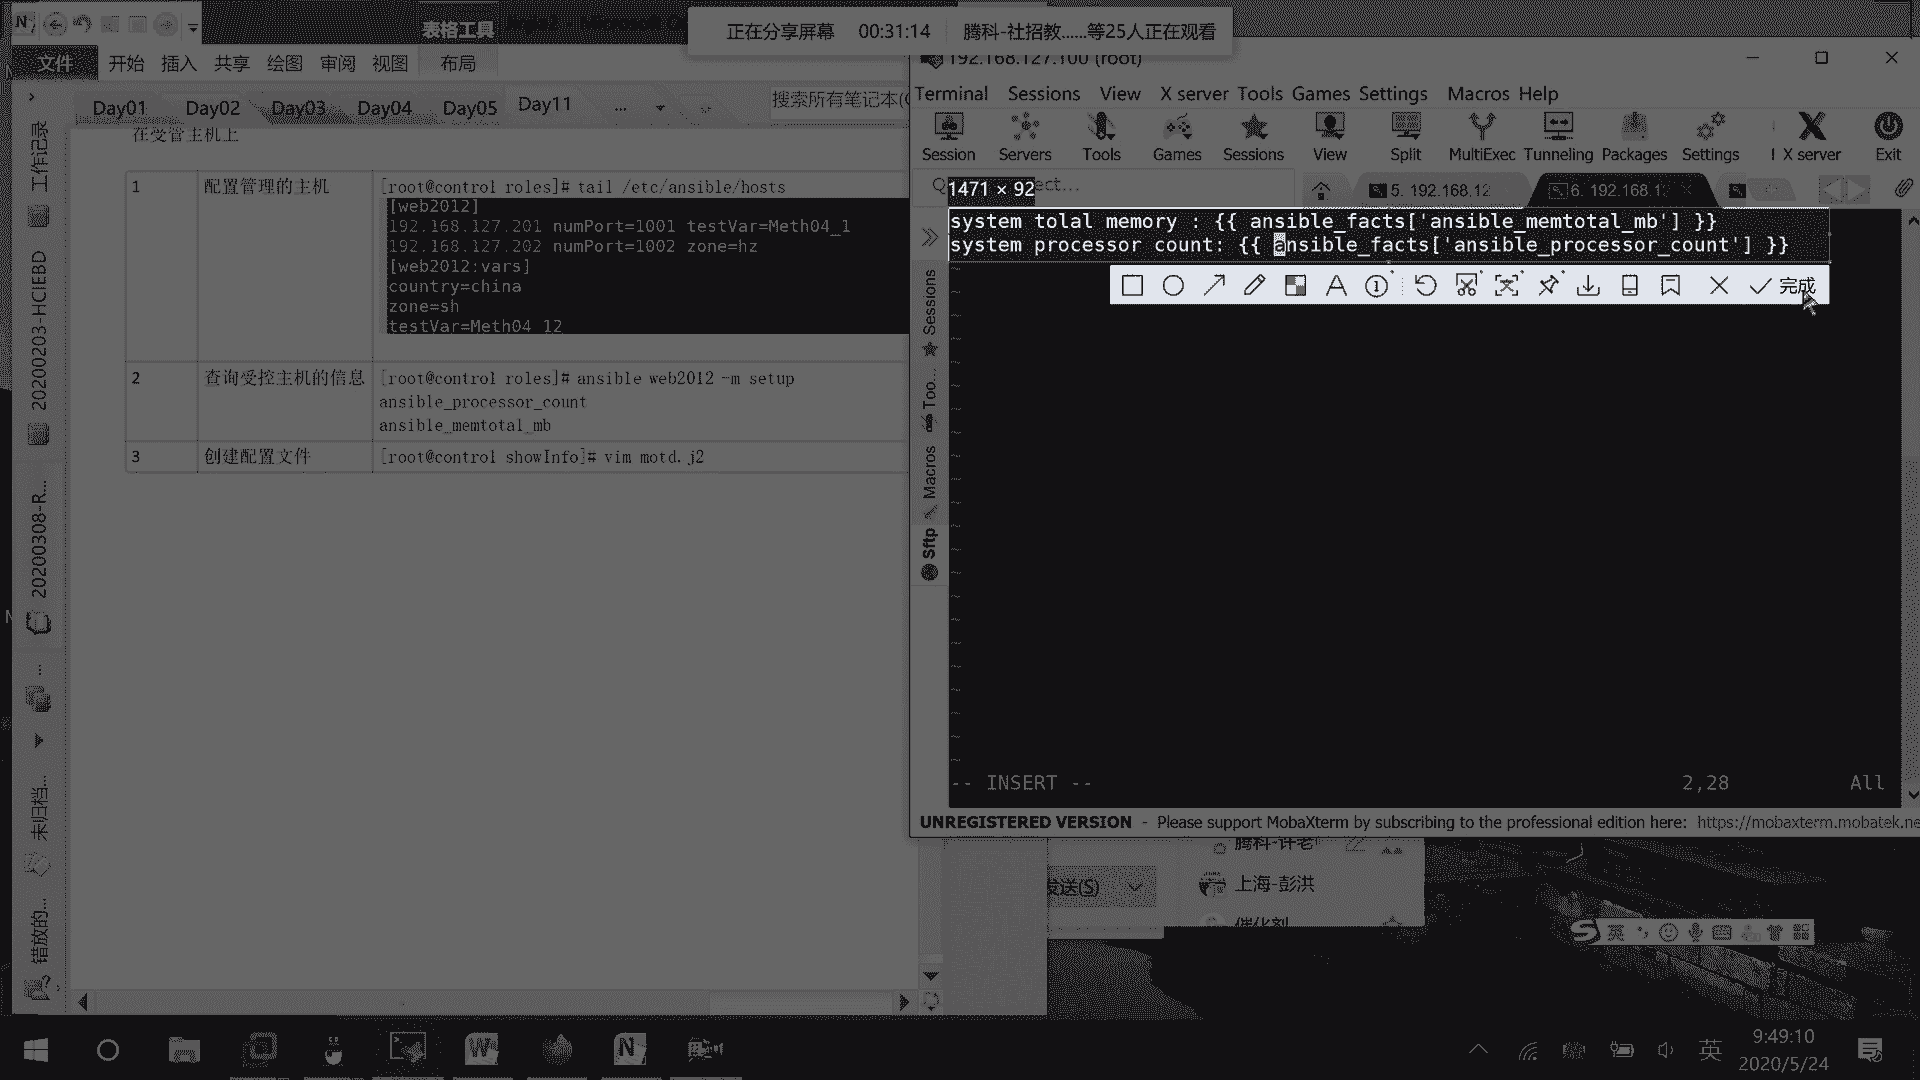 表格工具
正在分享屏幕 00:31:14 腾科-社招教......等25人正在观看
文件 开始 插入 共享 绘图 审阅 视图 布局
Day01 Day02 Day03 Day04 Day05 Day11 ...
搜索所有笔记本(
在受管主机上
1 配置管理的主机 [root@control roles]# tail /etc/ansible/hosts
[web2012]
192.168.127.201 numPort=1001 testVar=Meth04_1
192.168.127.202 numPort=1002 zone=hz
[web2012:vars]
country=china
zone=sh
testVar=Meth04_12
2 查询受控主机的信息 [root@control roles]# ansible web2012 -m setup
ansible_processor_count
ansible_memtotal_mb
3 创建配置文件 [root@control showInfo]# vim motd.j2
工作记录
20200203-HCIEBD
20200308-R...
未归档...
错放的...
192.168.127.100 (root)
Terminal Sessions View X server Tools Games Settings Macros Help
Session Servers Tools Games Sessions View Split MultiExec Tunneling Packages Settings X server Exit
1471 × 92 ect...
5. 192.168.12
6. 192.168.1
Sessions
Too...
Macros
Sftp
system tolal memory : {{ ansible_facts['ansible_memtotal_mb'] }}
system processor count: {{ ansible_facts['ansible_processor_count'] }}
完成
-- INSERT -- 2,28 All
UNREGISTERED VERSION - Please support MobaXterm by subscribing to the professional edition here: https://mobaxterm.mobatek.ne
腾科-许老
发送(S)
上海-彭洪
催化剂
英
英
9:49:10
2020/5/24